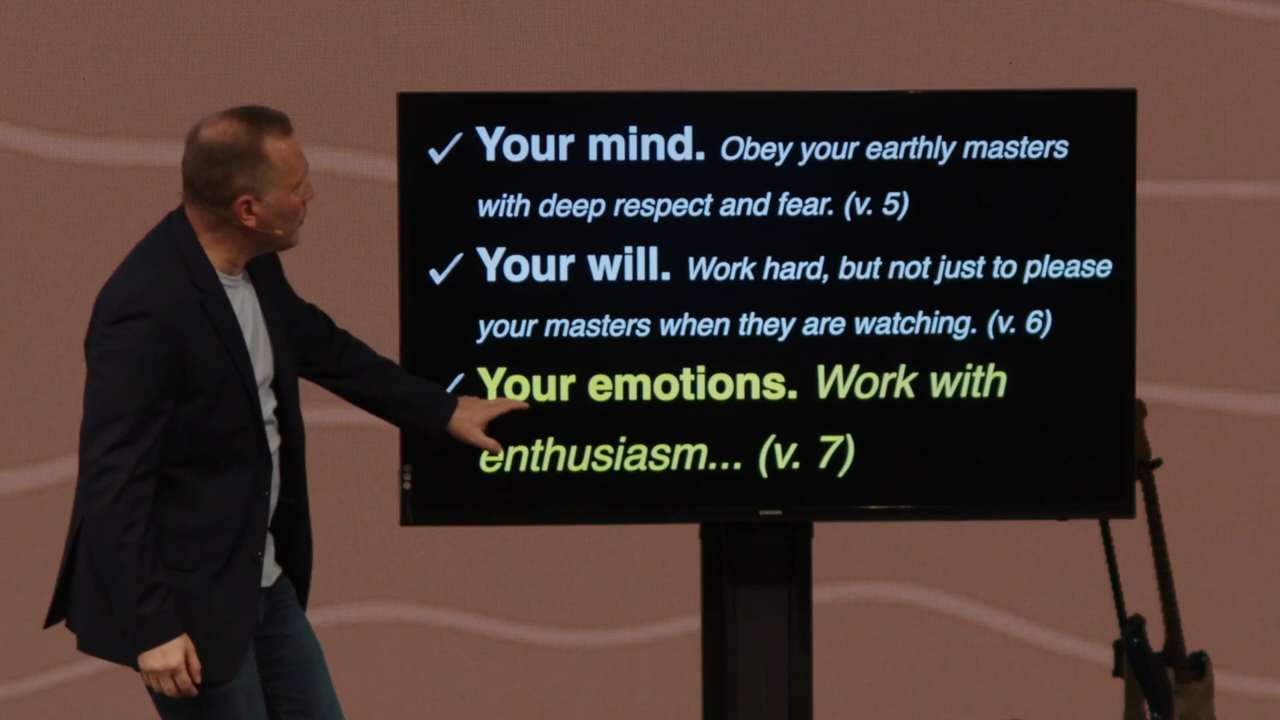 ✓ Your mind. Obey your earthly masters
with deep respect and fear. (v. 5)
✓ Your will. Work hard, but not just to please
your masters when they are watching. (v. 6)
✓ Your emotions. Work with
enthusiasm... (v. 7)
SAMSUNG